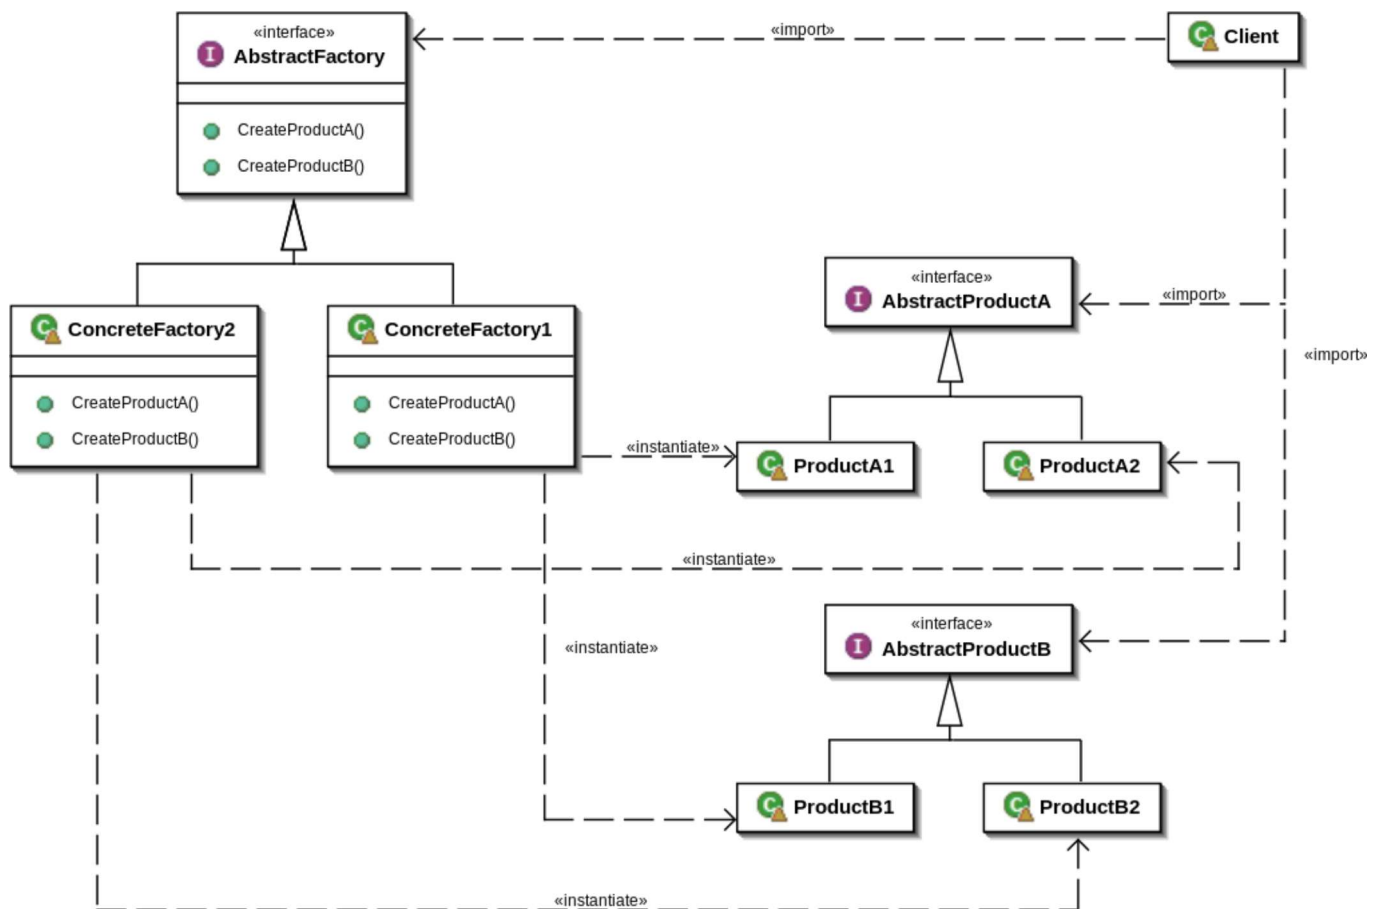 «interface»
AbstractFactory
CreateProductA()
CreateProductB()
«import»
Client
ConcreteFactory2
CreateProductA()
CreateProductB()
ConcreteFactory1
CreateProductA()
CreateProductB()
«interface»
AbstractProductA
«import»
«import»
«instantiate»
ProductA1
ProductA2
«instantiate»
«interface»
AbstractProductB
«instantiate»
ProductB1
ProductB2
«instantiate»